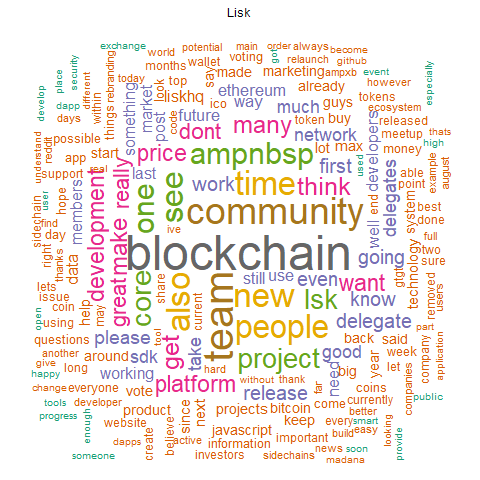 Lisk
exchange
world
potential
main
order
always
become
security
months
wallet
voting
got
relaunch
github
place
different
today
top
made
marketing
ampxb
event
especially
develop
dapp
within
things
rebranding
market
look
say
liskhq
ethereum
already
however
days
something
post
ico
way
much
guys
tokens
ecosystem
reddit
possible
code
future
dont
many
token
buy
network
developers
released
thats
start
price
ampnbsp
first
lot
max
meetup
high
understand
app
really
last
work
time
think
used
money
user
support
real
members
one
see
delegates
able
example
sidechain
hope
make
community
well
end
point
august
find
day
data
development
great
ive
going
system
best
right
blockchain
technology
done
full
thanks
may
core
also
team
new
still
use
even
want
gtgt
two
lets
help
share
lsk
know
removed
sure
issue
coin
current
people
users
open
using
please
get
take
delegate
back
said
part
questions
tool
project
good
year
week
company
another
around
sdk
hard
need
big
let
application
give
long
working
platform
release
without
thank
far
coins
companies
happy
change
everyone
vote
next
projects
bitcoin
come
currently
public
tools
developer
product
since
keep
every
smart
better
progress
website
believe
javascript
important
build
easy
looking
provide
enough
dapps
create
active
information
investors
sidechains
news
soon
madana
someone